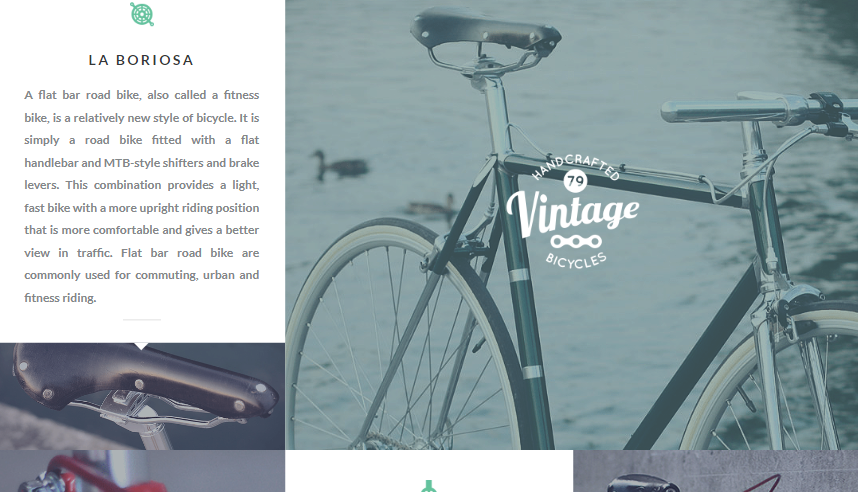 LA BORIOSA
A flat bar road bike, also called a fitness
bike, is a relatively new style of bicycle. It is
simply a road bike fitted with a flat
handlebar and MTB-style shifters and brake
levers. This combination provides a light,
fast bike with a more upright riding position
that is more comfortable and gives a better
view in traffic. Flat bar road bike are
commonly used for commuting, urban and
fitness riding.
HANDCRAFTED
79
Vintage
BICYCLES